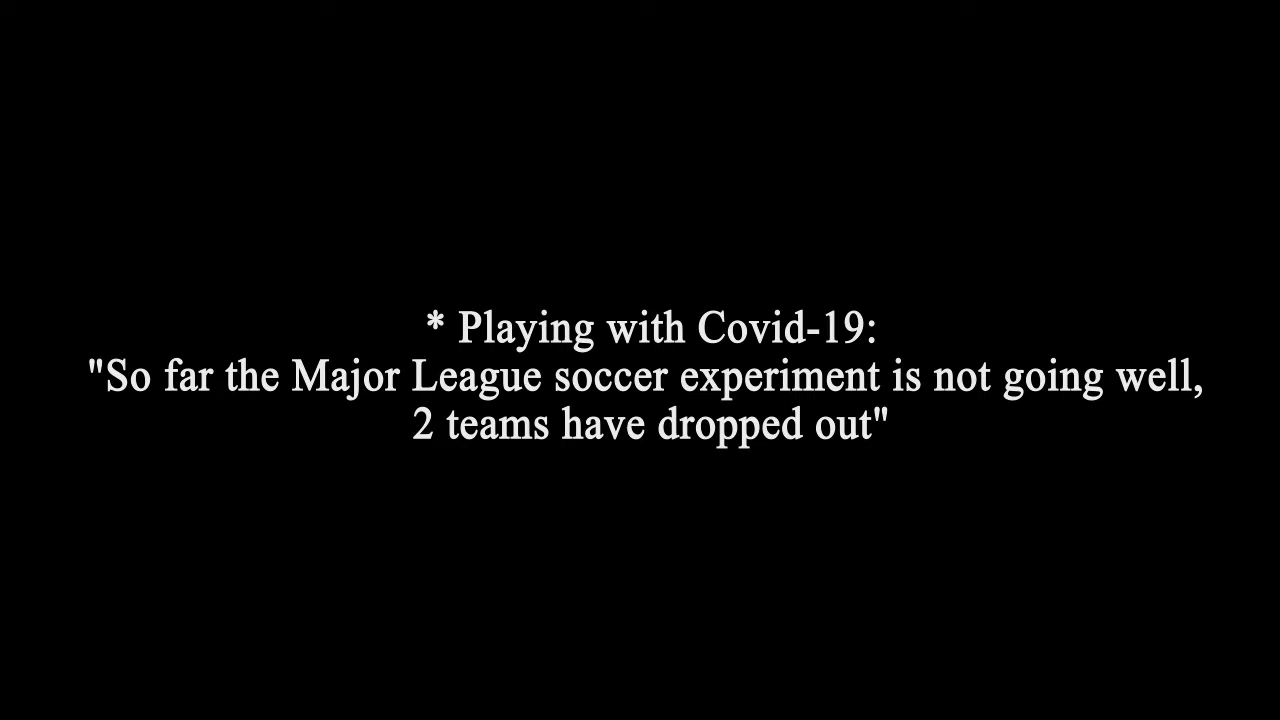 * Playing with Covid-19:
"So far the Major League soccer experiment is not going well,
2 teams have dropped out"